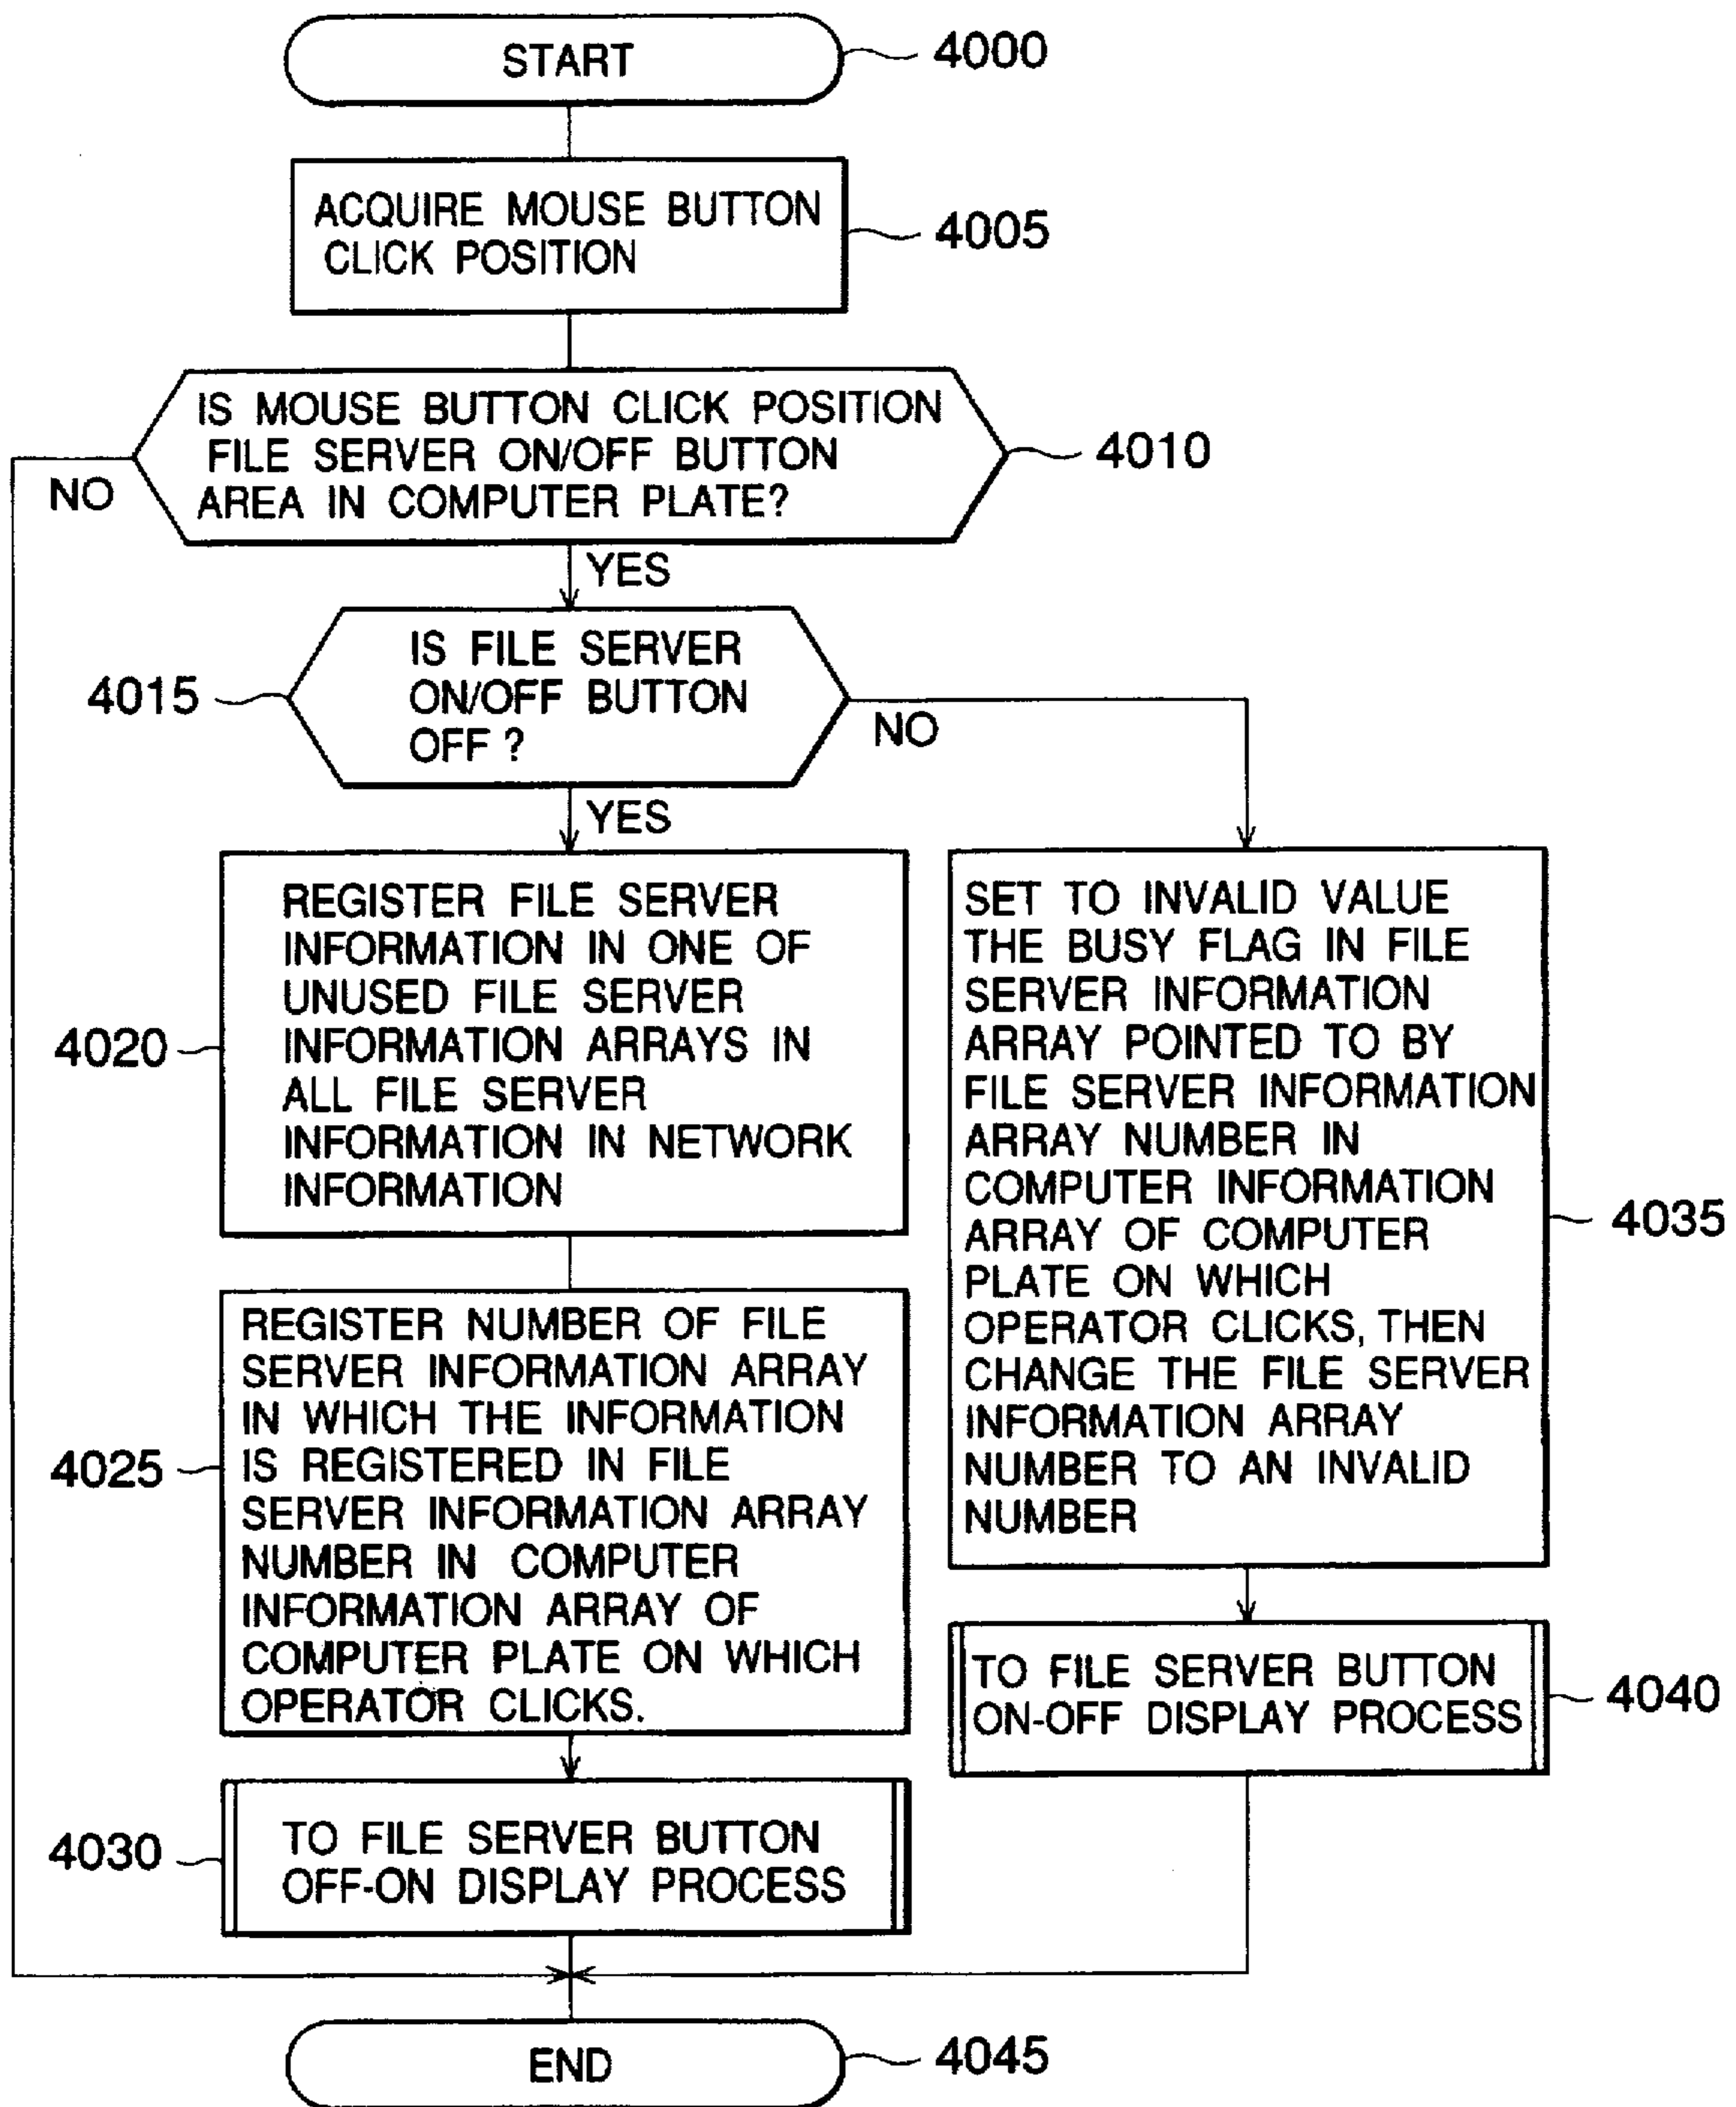 START
4000
ACQUIRE MOUSE BUTTON
CLICK POSITION
4005
IS MOUSE BUTTON CLICK POSITION
FILE SERVER ON/OFF BUTTON
AREA IN COMPUTER PLATE?
4010
NO
YES
IS FILE SERVER
ON/OFF BUTTON
OFF ?
4015
NO
YES
REGISTER FILE SERVER
INFORMATION IN ONE OF
UNUSED FILE SERVER
INFORMATION ARRAYS IN
ALL FILE SERVER
INFORMATION IN NETWORK
INFORMATION
4020
REGISTER NUMBER OF FILE
SERVER INFORMATION ARRAY
IN WHICH THE INFORMATION
IS REGISTERED IN FILE
SERVER INFORMATION ARRAY
NUMBER IN COMPUTER
INFORMATION ARRAY OF
COMPUTER PLATE ON WHICH
OPERATOR CLICKS.
4025
TO FILE SERVER BUTTON
OFF-ON DISPLAY PROCESS
4030
SET TO INVALID VALUE
THE BUSY FLAG IN FILE
SERVER INFORMATION
ARRAY POINTED TO BY
FILE SERVER INFORMATION
ARRAY NUMBER IN
COMPUTER INFORMATION
ARRAY OF COMPUTER
PLATE ON WHICH
OPERATOR CLICKS, THEN
CHANGE THE FILE SERVER
INFORMATION ARRAY
NUMBER TO AN INVALID
NUMBER
4035
TO FILE SERVER BUTTON
ON-OFF DISPLAY PROCESS
4040
END
4045